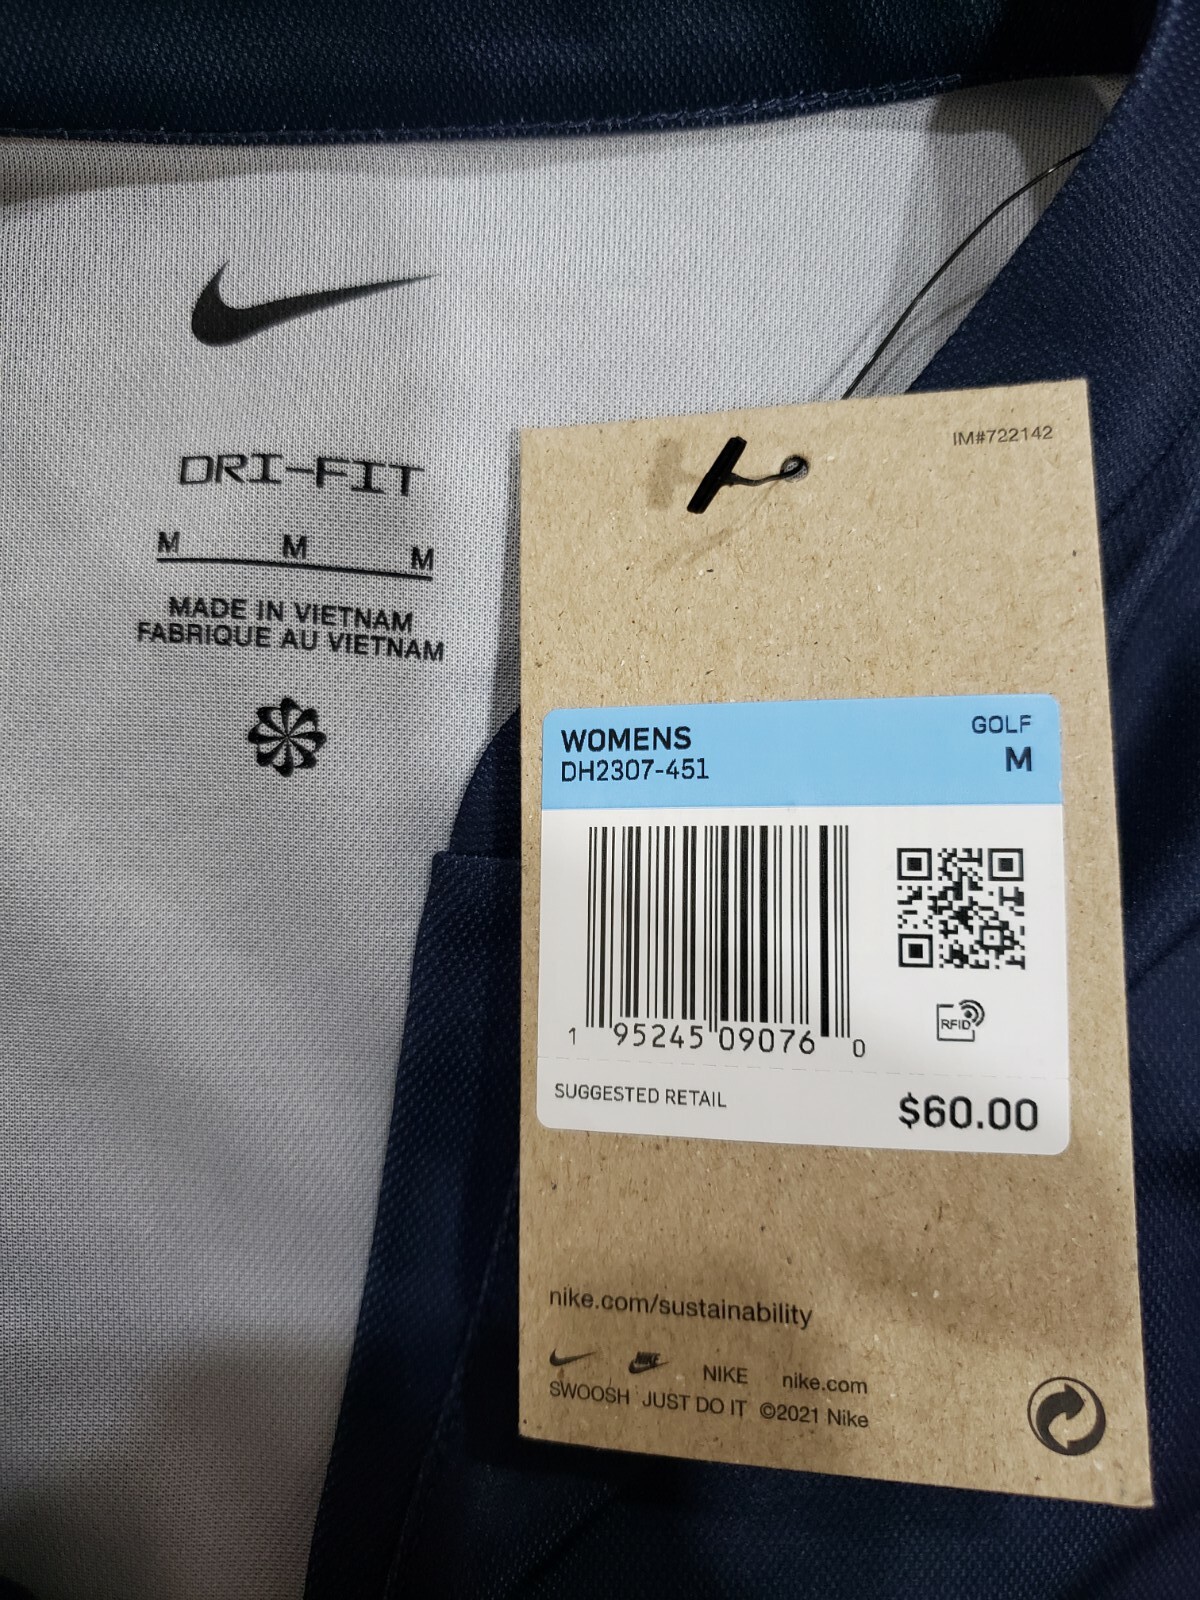 DRI-FIT
M M M
MADE IN VIETNAM
FABRIQUE AU VIETNAM
IM#722142
WOMENS
GOLF
DH2307-451
M
1 95245 09076 0
RFID
SUGGESTED RETAIL
$60.00
nike.com/sustainability
NIKE NIKE nike.com
SWOOSH JUST DO IT ©2021 Nike